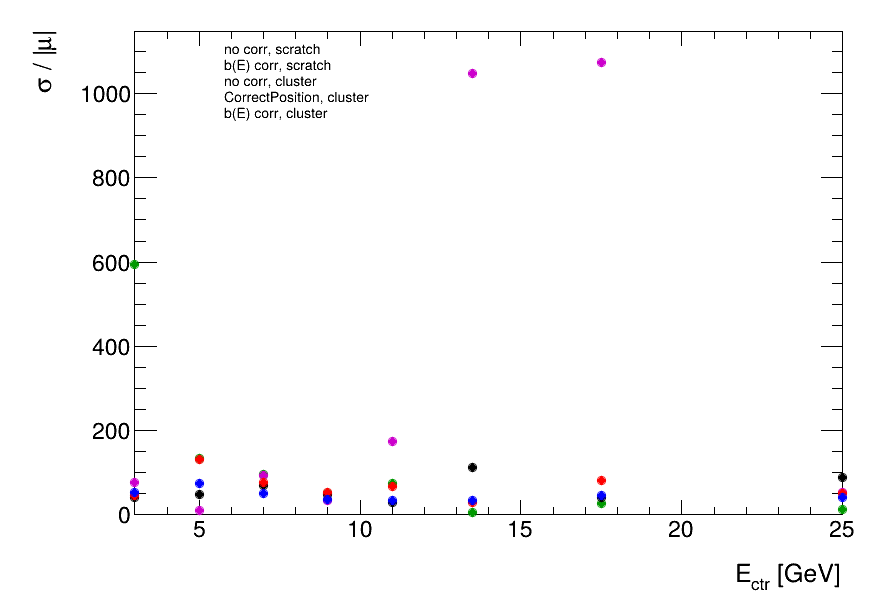 σ / |μ|
no corr, scratch
b(E) corr, scratch
no corr, cluster
CorrectPosition, cluster
b(E) corr, cluster
1000
800
600
400
200
0
5 10 15 20 25
E_ctr [GeV]